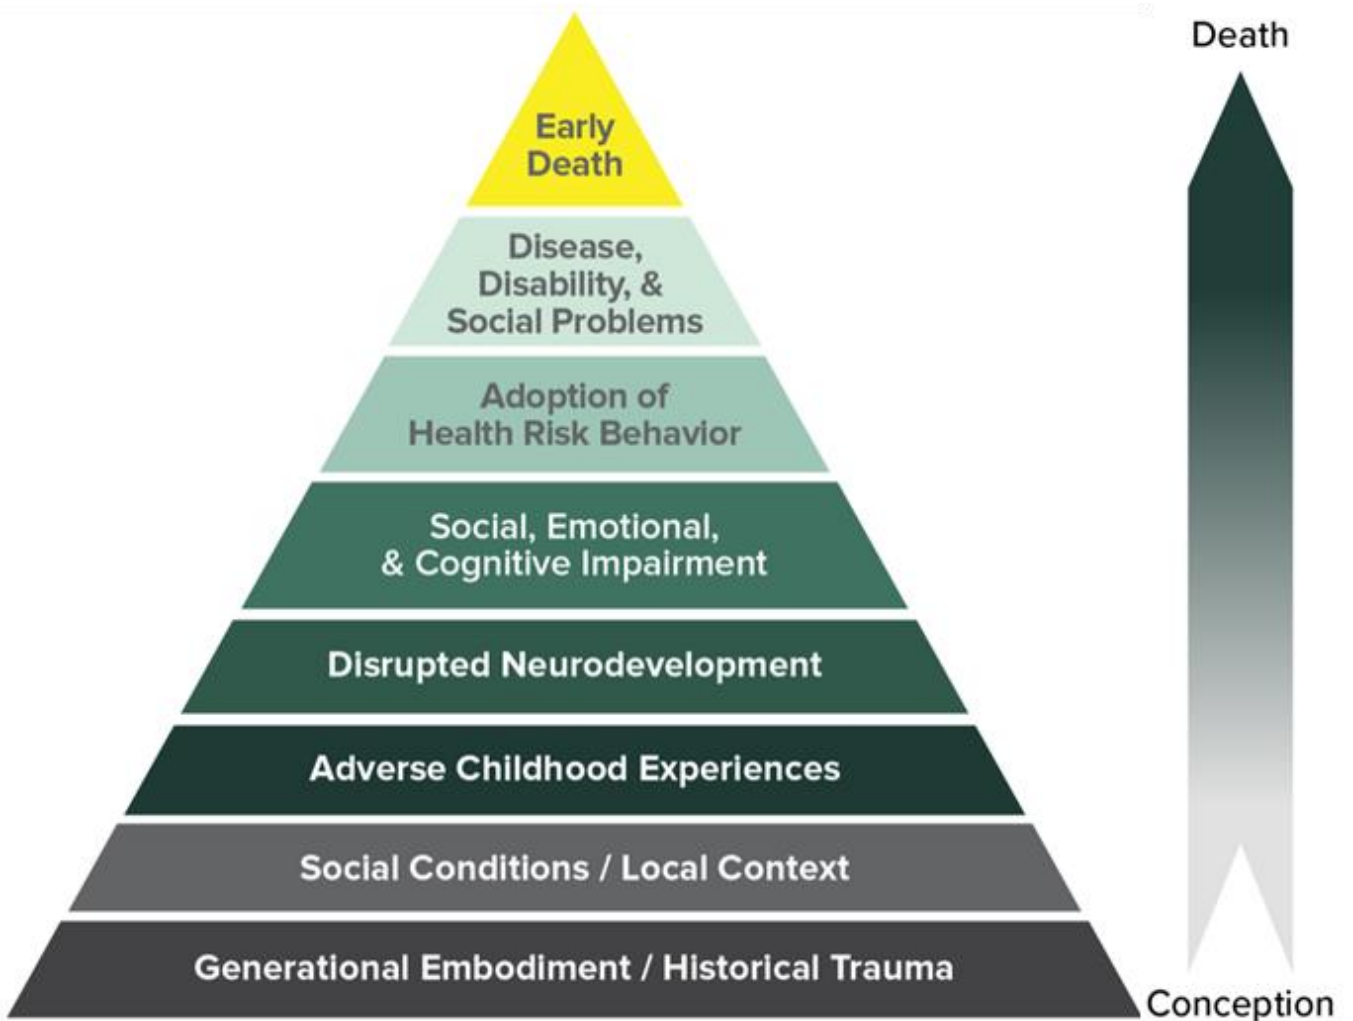 Death
Early
Death
Disease,
Disability, &
Social Problems
Adoption of
Health Risk Behavior
Social, Emotional,
& Cognitive Impairment
Disrupted Neurodevelopment
Adverse Childhood Experiences
Social Conditions / Local Context
Generational Embodiment / Historical Trauma
Conception